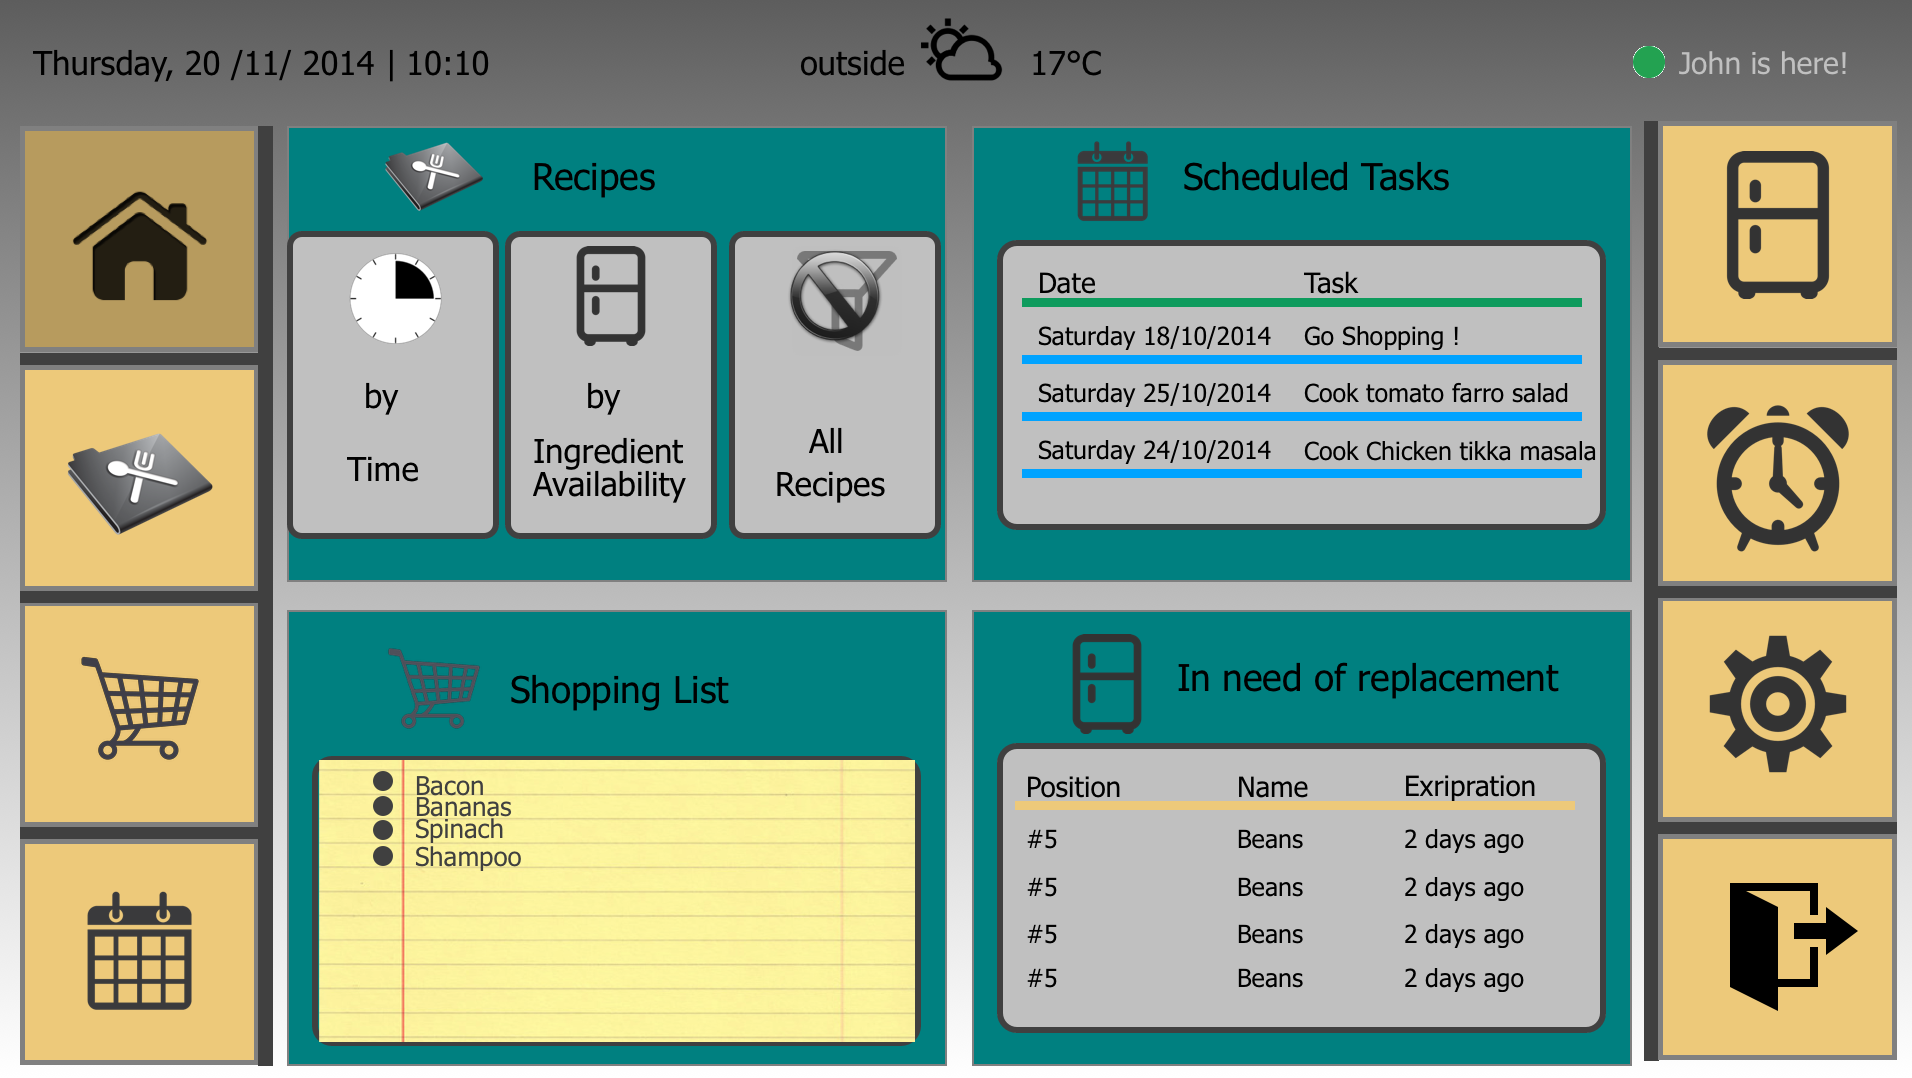 Thursday, 20 /11/ 2014 | 10:10
outside
17°C
John is here!
Recipes
by
Time
by
Ingredient
Availability
All
Recipes
Scheduled Tasks
Date Task
Saturday 18/10/2014 Go Shopping !
Saturday 25/10/2014 Cook tomato farro salad
Saturday 24/10/2014 Cook Chicken tikka masala
Shopping List
Bacon
Bananas
Spinach
Shampoo
In need of replacement
Position Name Exripration
#5 Beans 2 days ago
#5 Beans 2 days ago
#5 Beans 2 days ago
#5 Beans 2 days ago